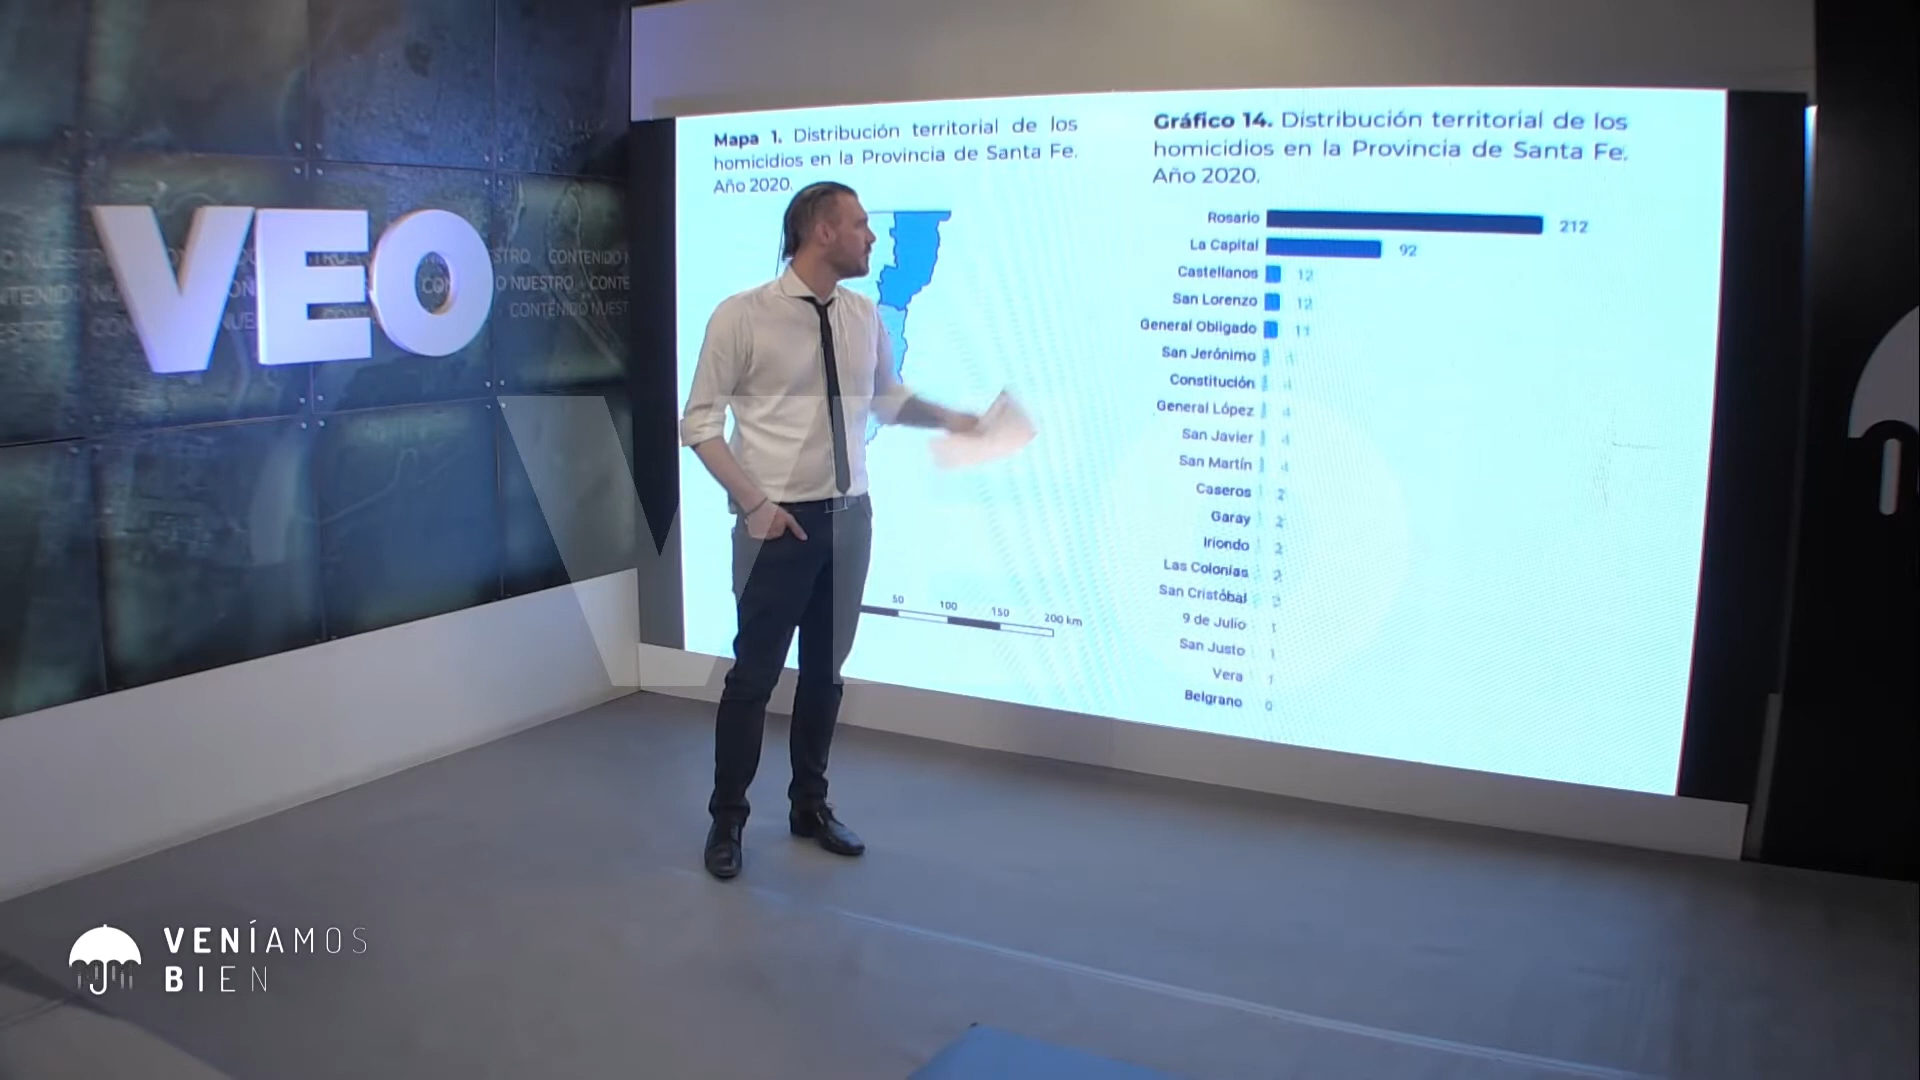 VEO
CONTENIDO NUESTRO
Mapa 1. Distribución territorial de los
homicidios en la Provincia de Santa Fe.
Año 2020.
50
100
150
200 km
Gráfico 14. Distribución territorial de los
homicidios en la Provincia de Santa Fe.
Año 2020.
Rosario 212
La Capital 92
Castellanos 12
San Lorenzo 12
General Obligado 11
San Jerónimo
Constitución
General López
San Javier
San Martín
Caseros 2
Garay 2
Iriondo 2
Las Colonias 2
San Cristóbal 2
9 de Julio 1
San Justo 1
Vera 1
Belgrano 0
VENÍAMOS
BIEN